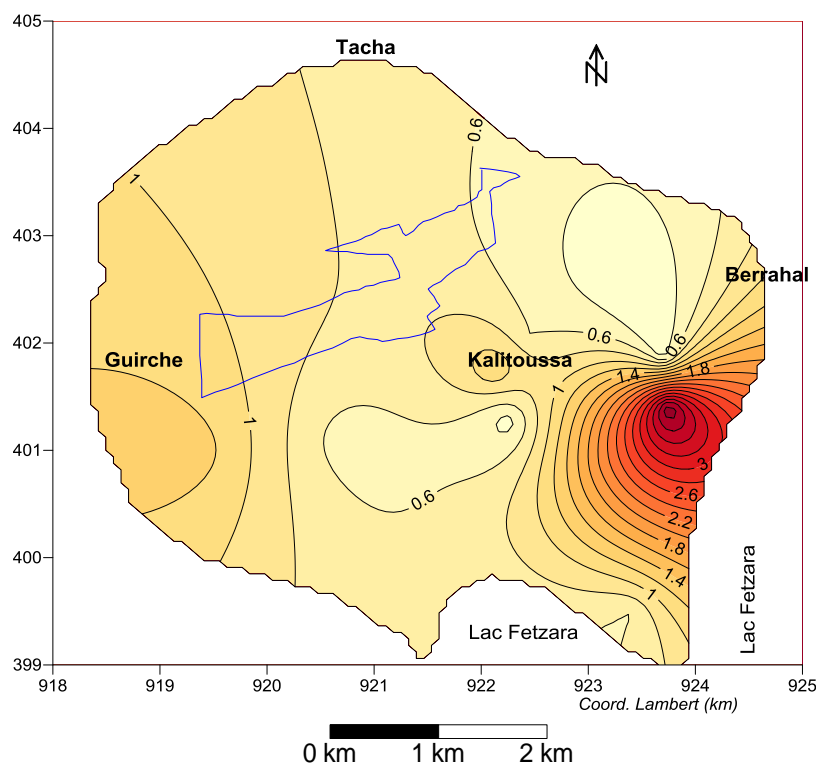 405
Tacha
N
404
0.6
1
403
Berrahal
402
0.6
0.6
Guirche
Kalitoussa
1.4
1.8
1
1
401
3
0.6
2.6
2.2
400
1.8
1.4
1
Lac Fetzara
Lac Fetzara
399
918
919
920
921
922
923
924
925
Coord. Lambert (km)
0 km
1 km
2 km